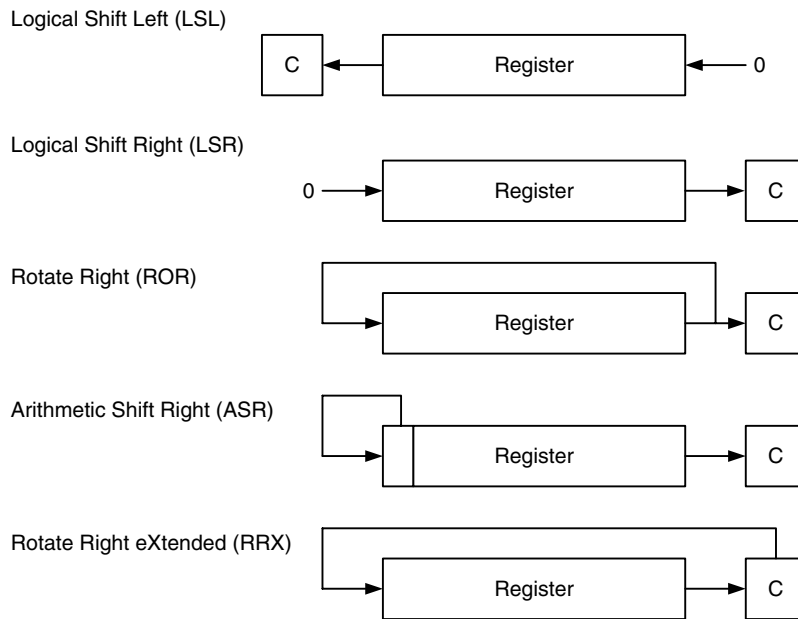 Logical Shift Left (LSL)
C Register 0
Logical Shift Right (LSR)
0 Register C
Rotate Right (ROR)
Register C
Arithmetic Shift Right (ASR)
Register C
Rotate Right eXtended (RRX)
Register C